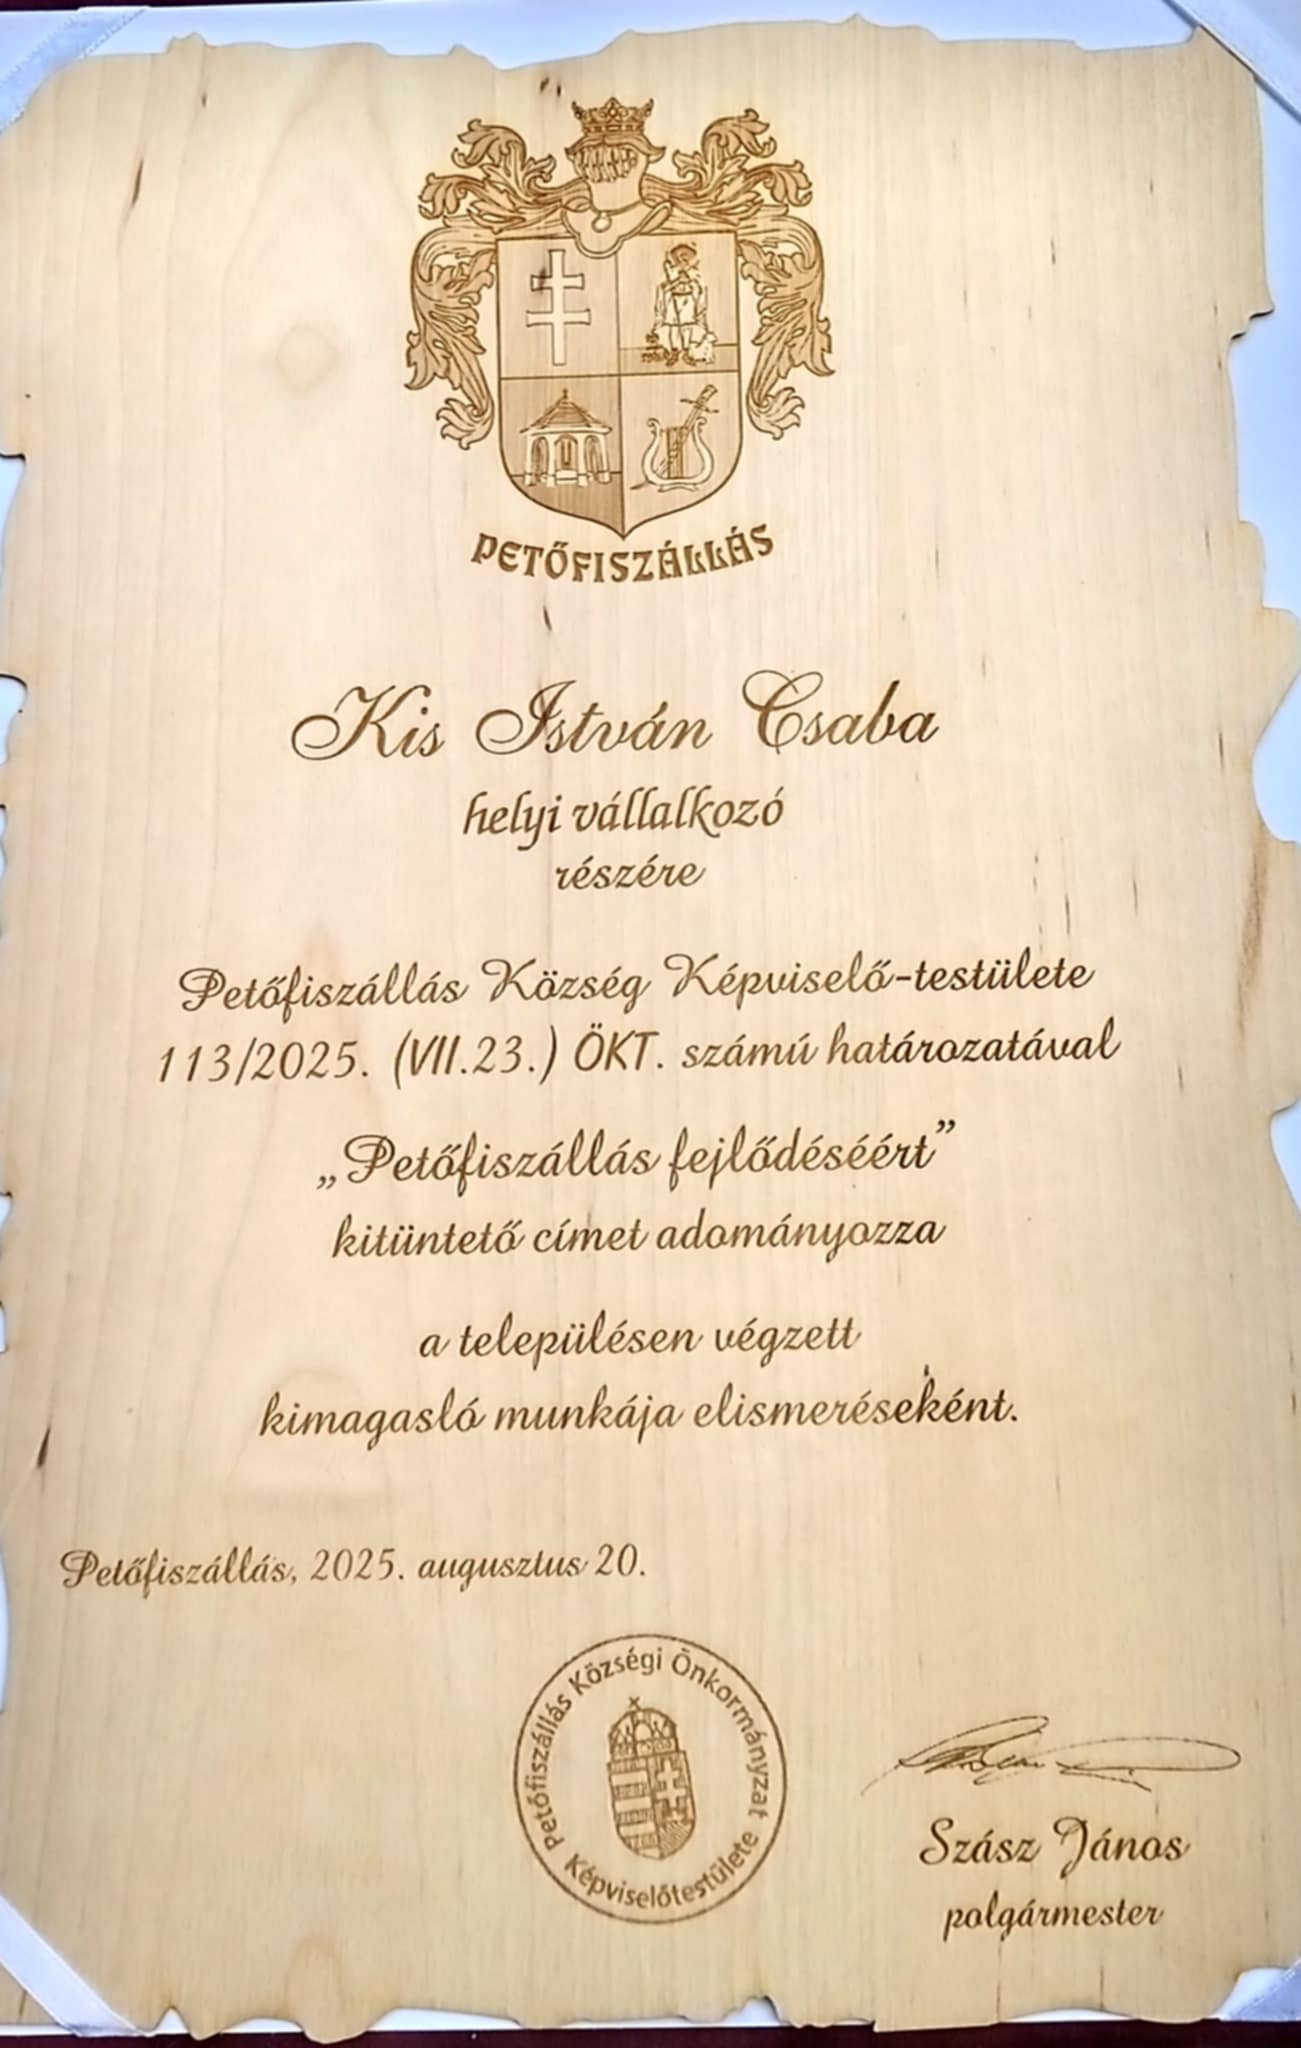 PETŐFISZÁLLÁS
Kis István Csaba
helyi vállalkozó
részére
Petőfiszállás Község Képviselő-testülete
113/2025. (VII.23.) ÖKT. számú határozatával
„Petőfiszállás fejlődéséért”
kitüntető címet adományozza
a településen végzett
kimagasló munkája elismeréseként.
Petőfiszállás, 2025. augusztus 20.
Petőfiszállás Községi Önkormányzat
Képviselőtestülete
Szász János
polgármester